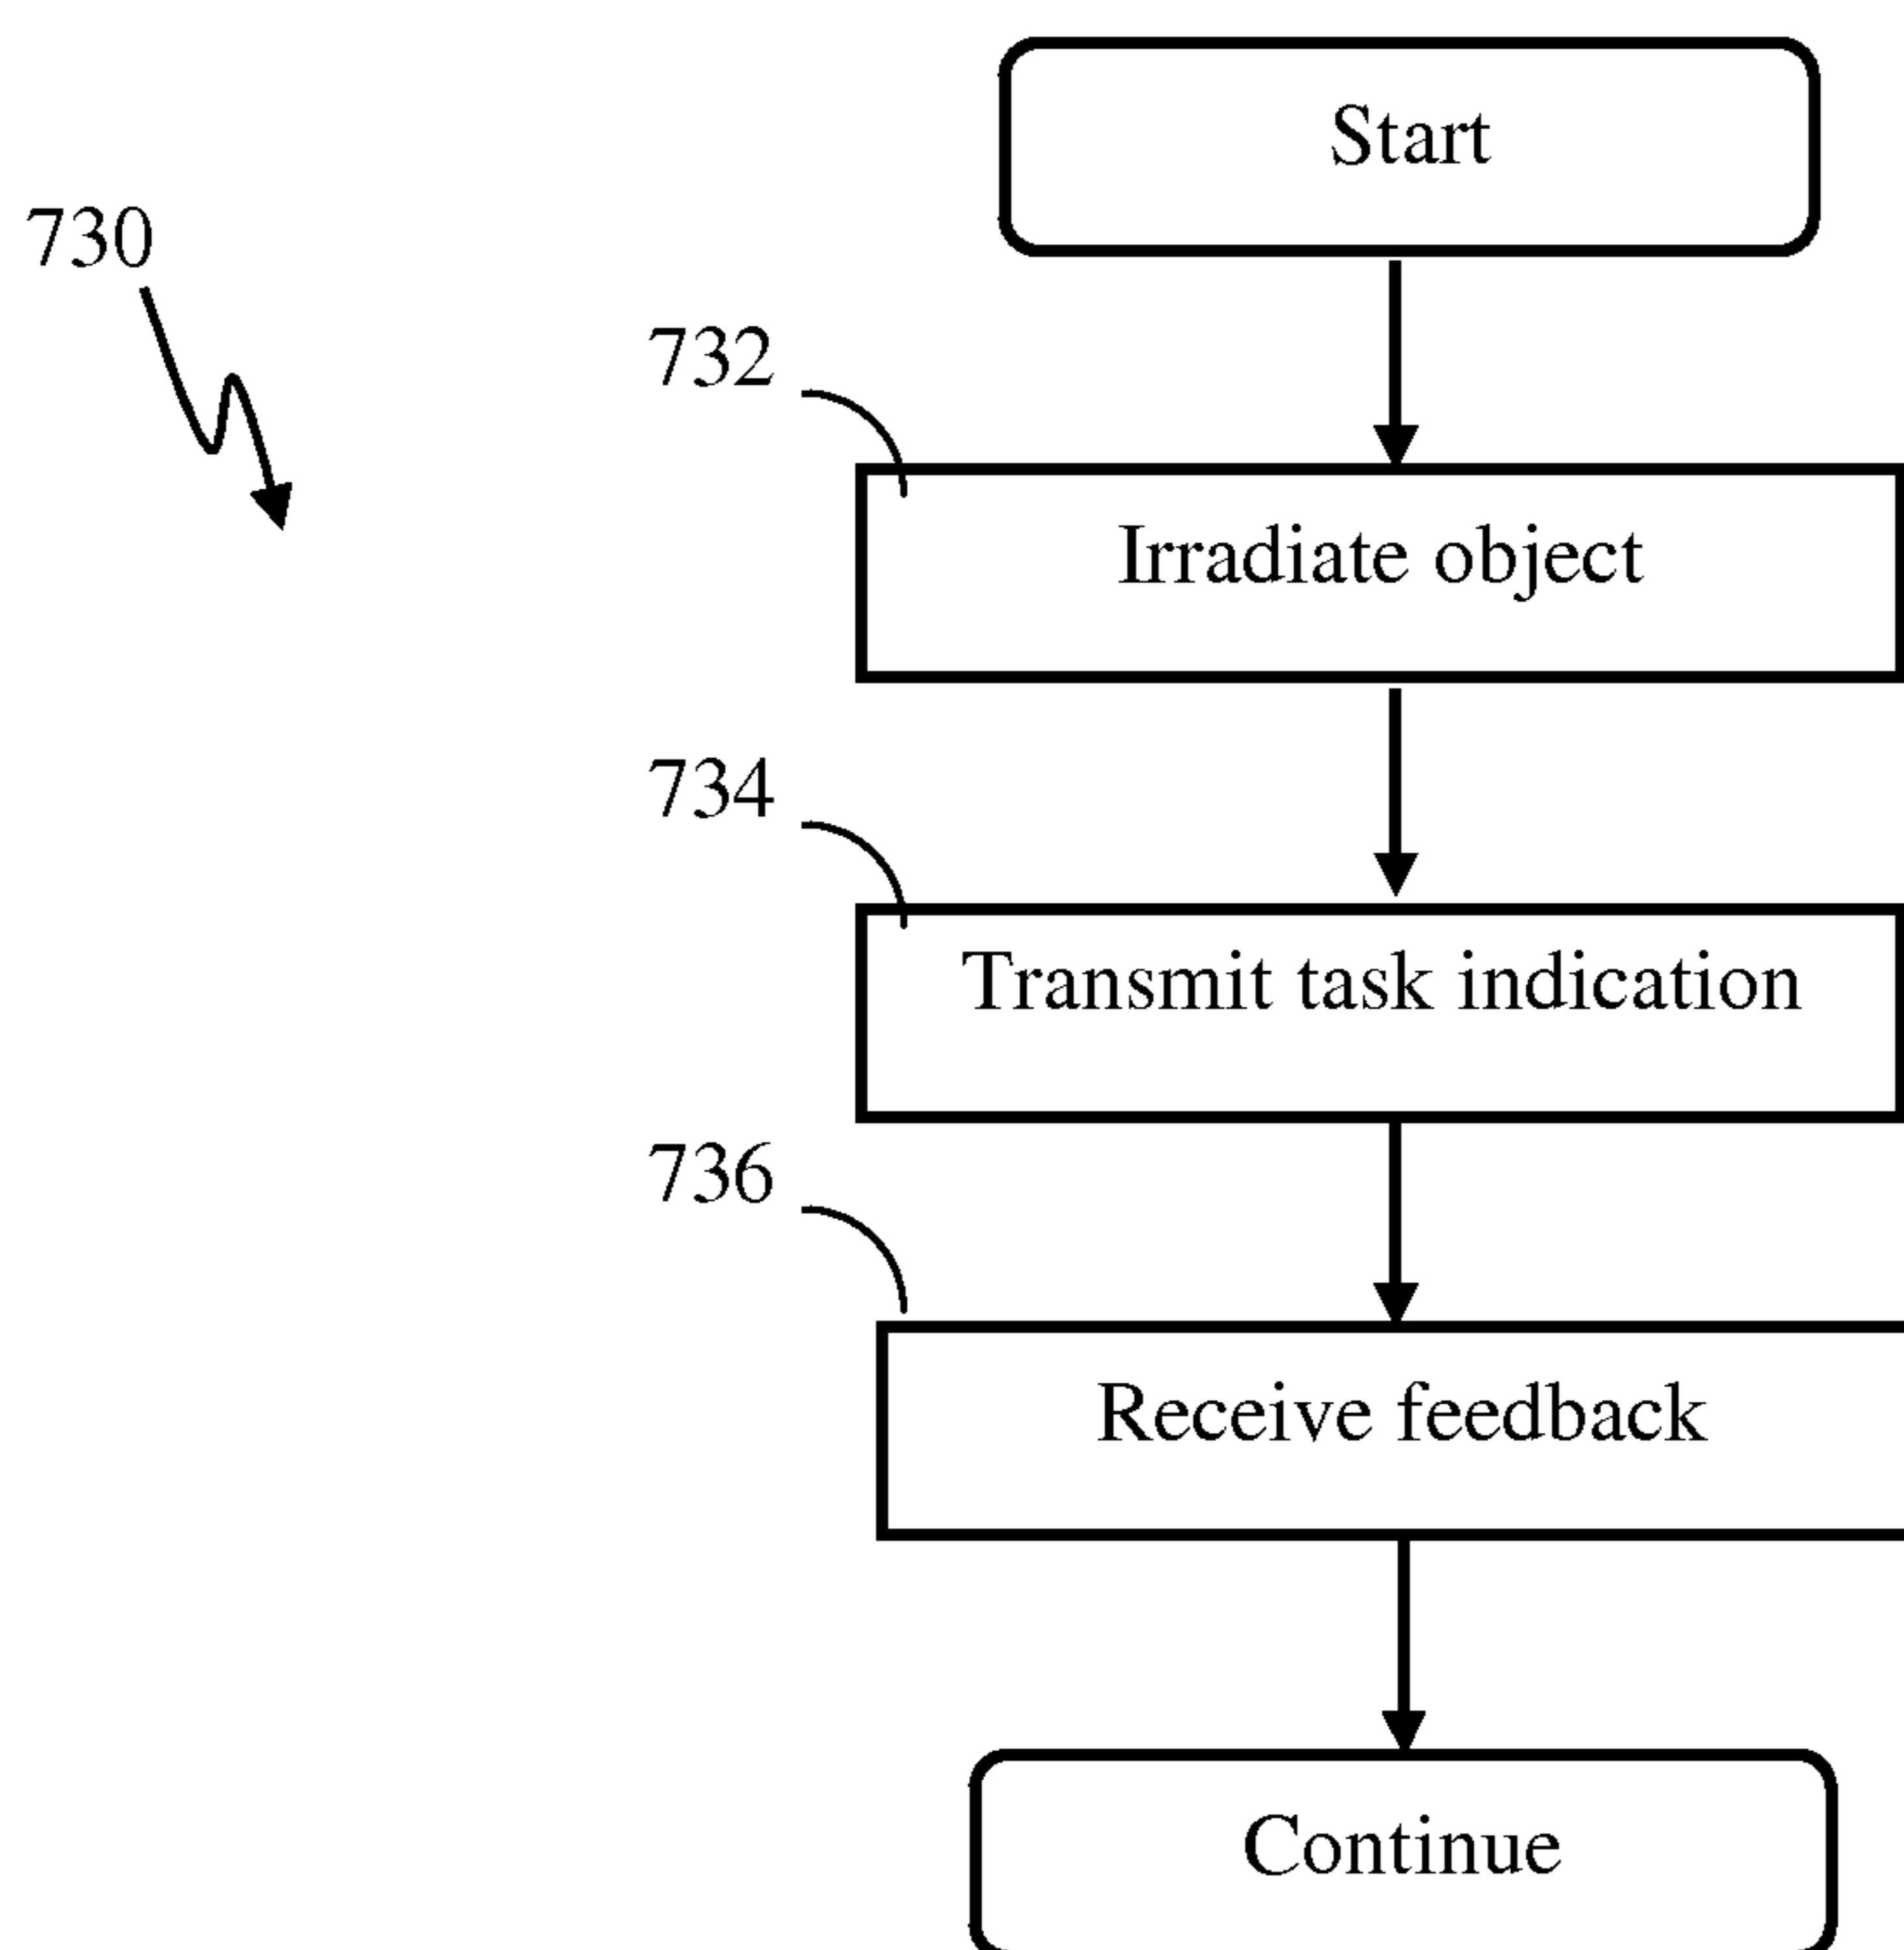 Start
730
732
Irradiate object
734
Transmit task indication
736
Receive feedback
Continue